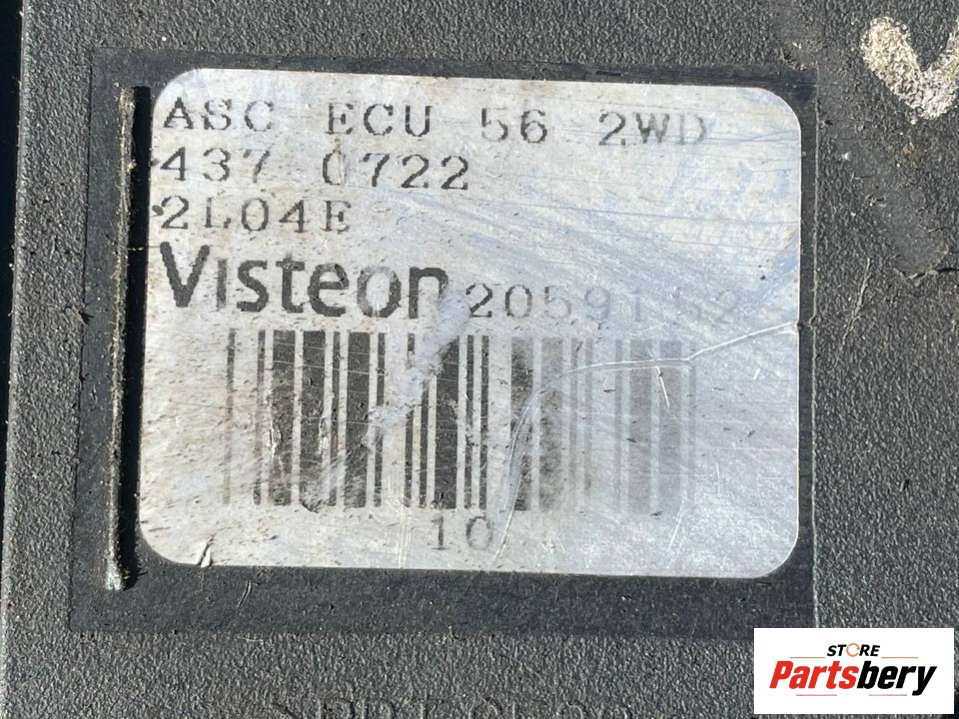 ASC ECU 56 2WD
437 0722
2L04E
Visteon
10
STORE
Partsbery